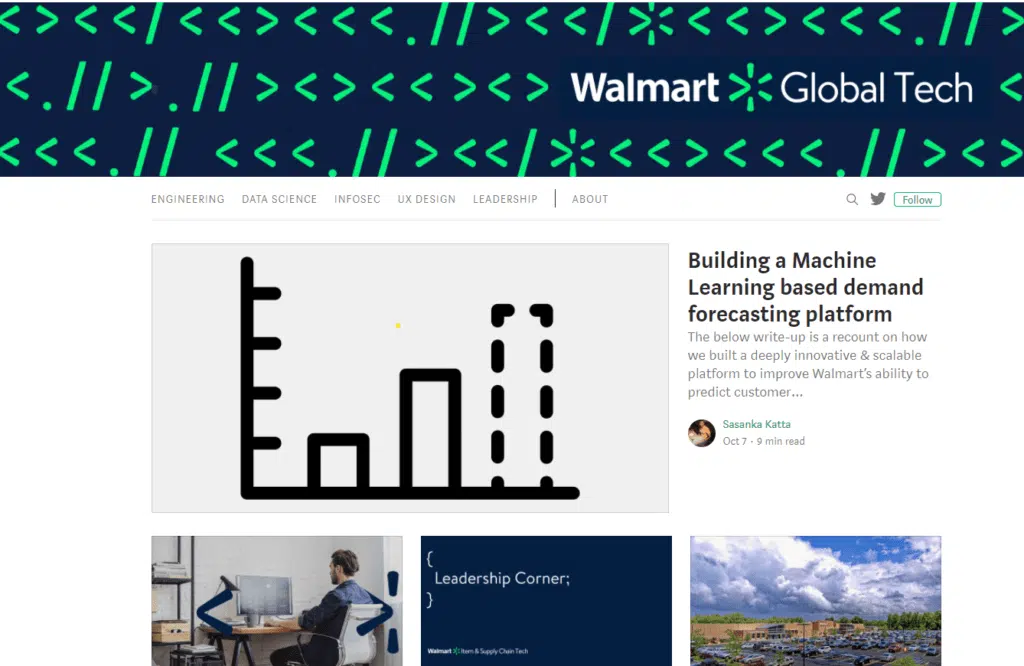 Walmart Global Tech
ENGINEERING DATA SCIENCE INFOSEC UX DESIGN LEADERSHIP ABOUT
Follow
Building a Machine
Learning based demand
forecasting platform
The below write-up is a recount on how
we built a deeply innovative & scalable
platform to improve Walmart's ability to
predict customer...
Sasanka Katta
Oct 7 · 9 min read
{
Leadership Corner;
}
Walmart Item & Supply Chain Tech